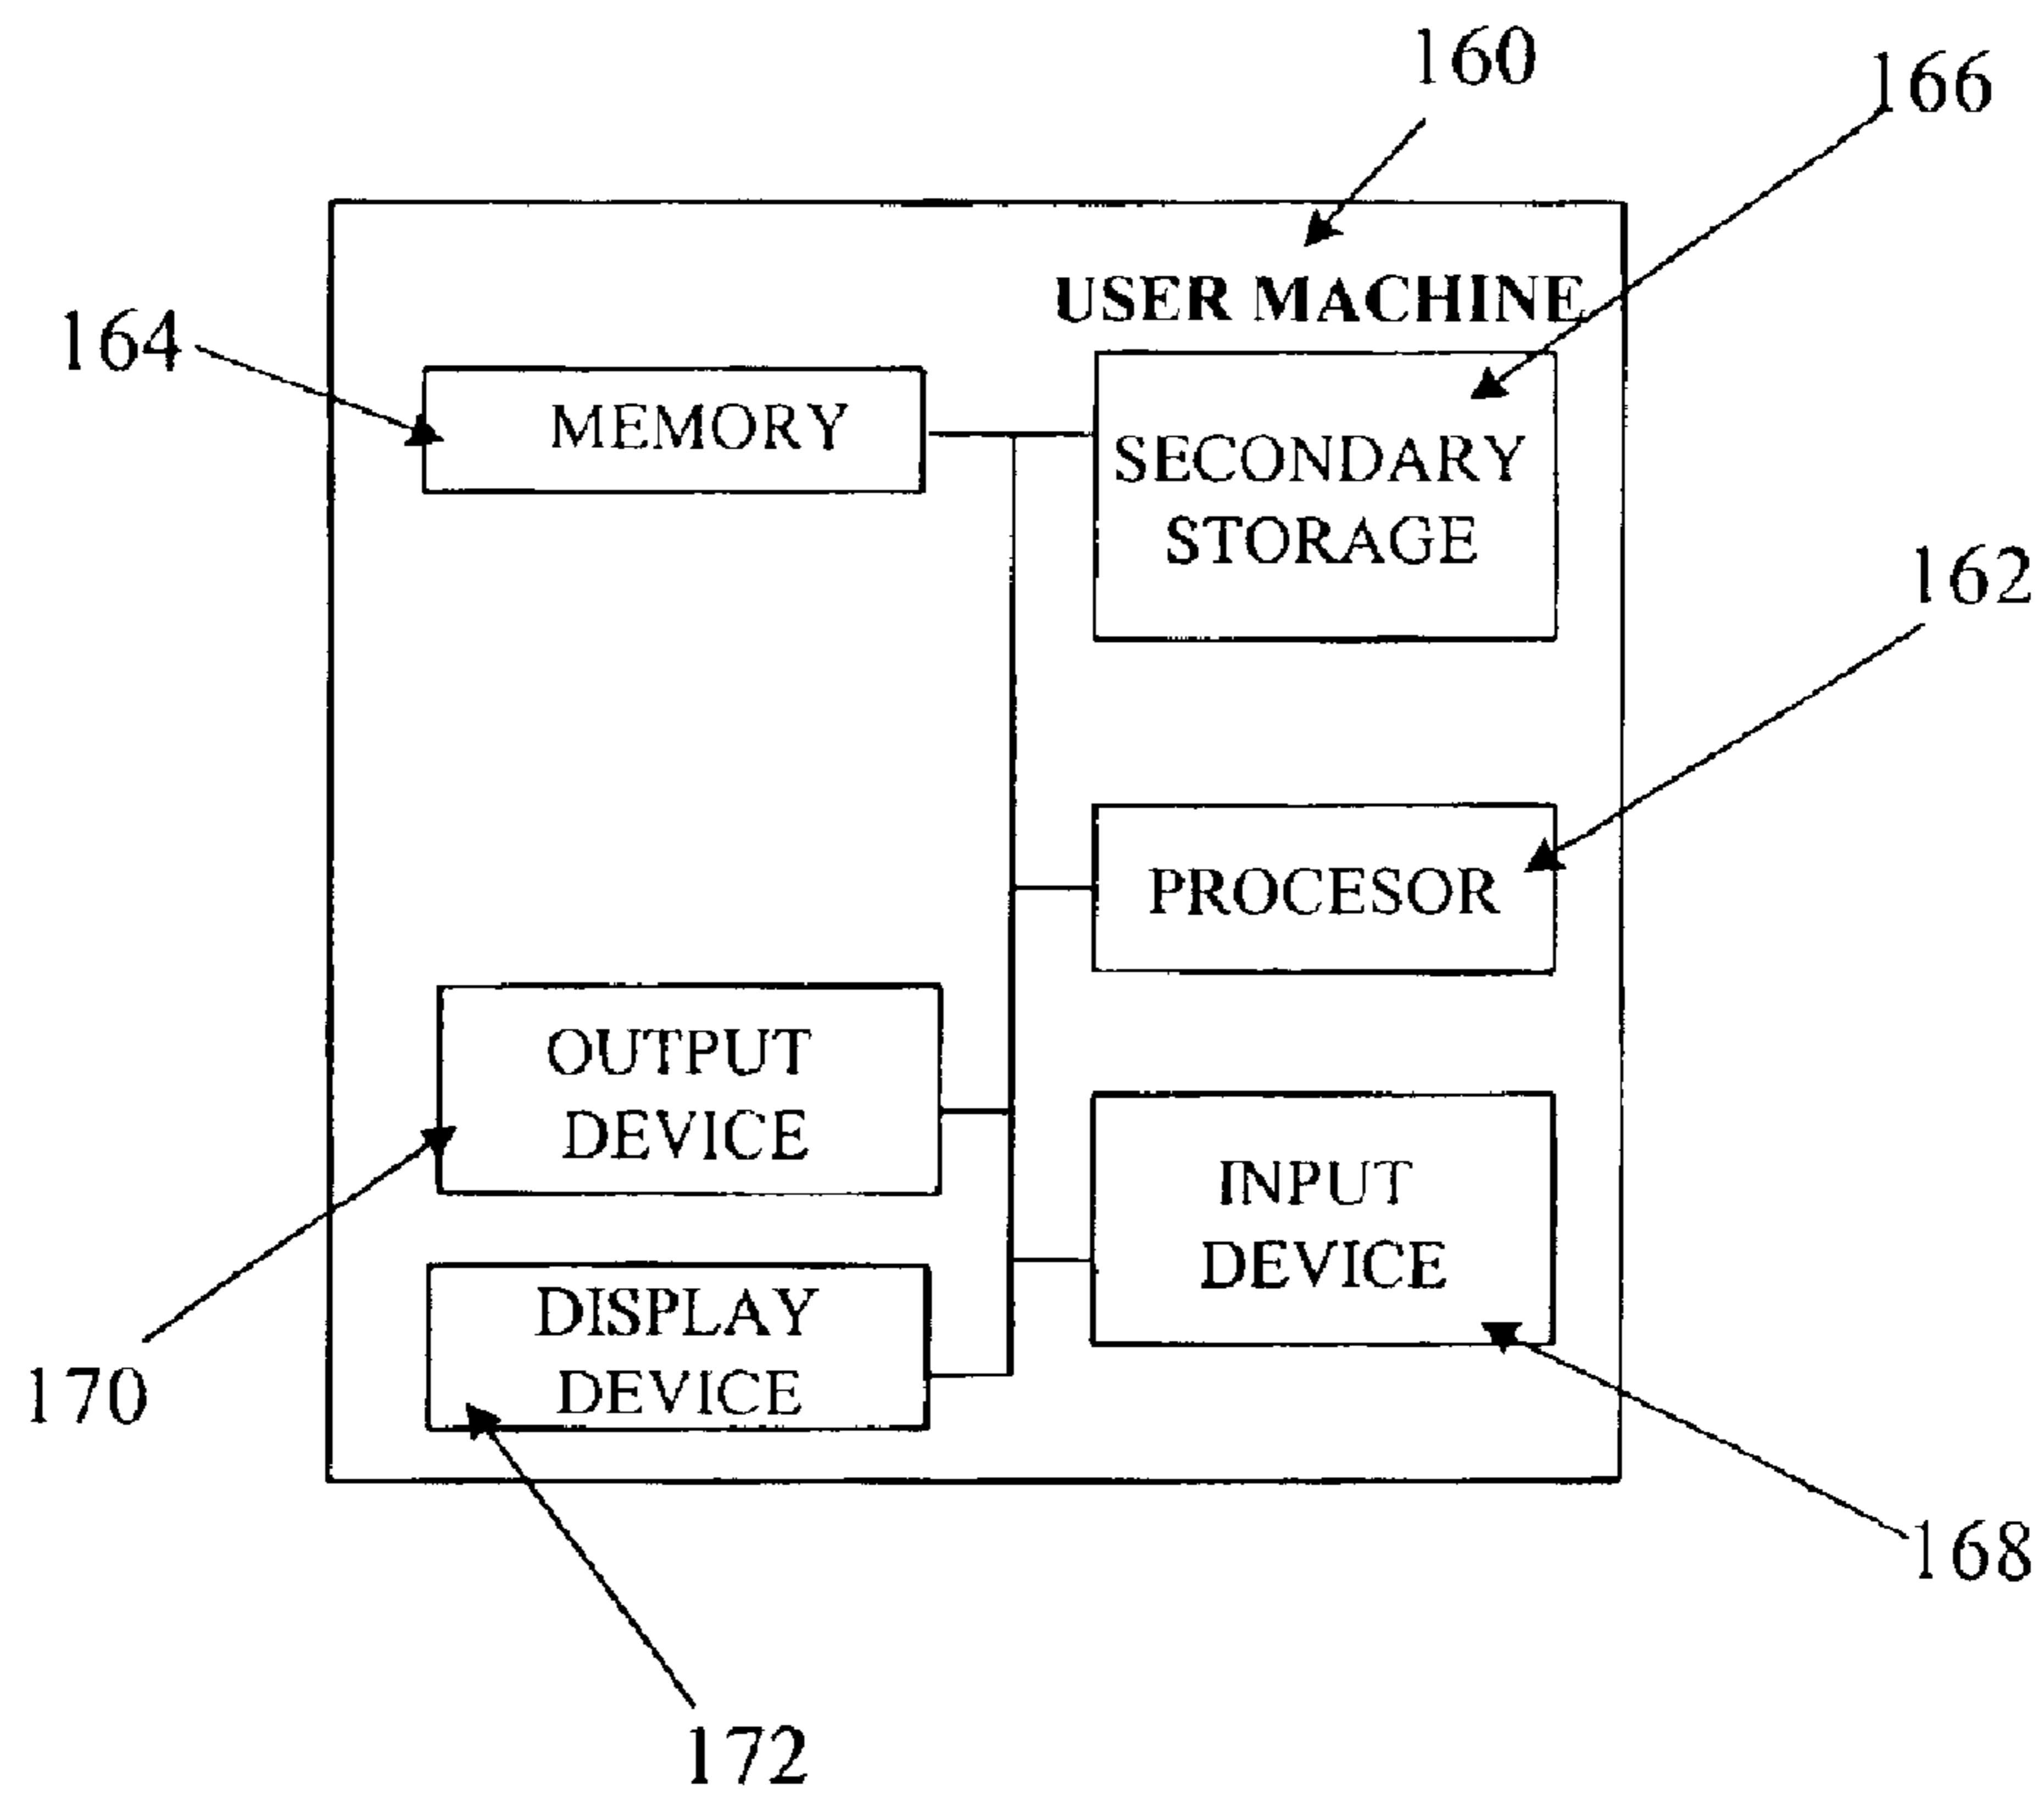 160
166
USER MACHINE
164
MEMORY
SECONDARY
STORAGE
162
PROCESOR
OUTPUT
DEVICE
INPUT
DEVICE
DISPLAY
DEVICE
170
168
172